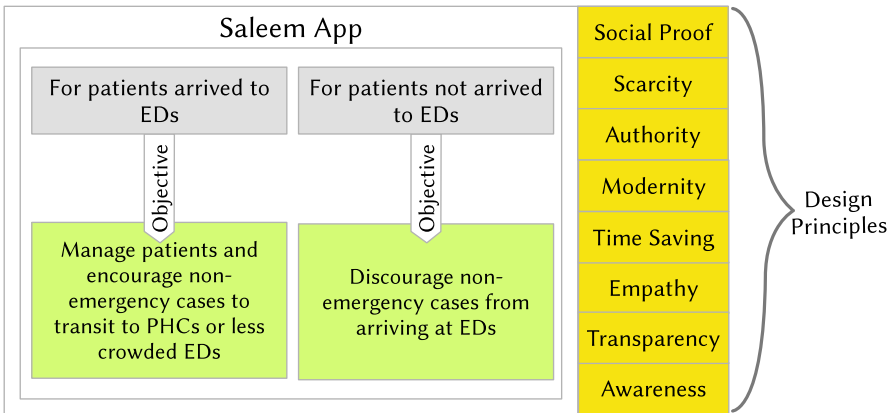 Saleem App
For patients arrived to
EDs
Objective
Manage patients and
encourage non-
emergency cases to
transit to PHCs or less
crowded EDs
For patients not arrived
to EDs
Objective
Discourage non-
emergency cases from
arriving at EDs
Social Proof
Scarcity
Authority
Modernity
Time Saving
Empathy
Transparency
Awareness
Design
Principles